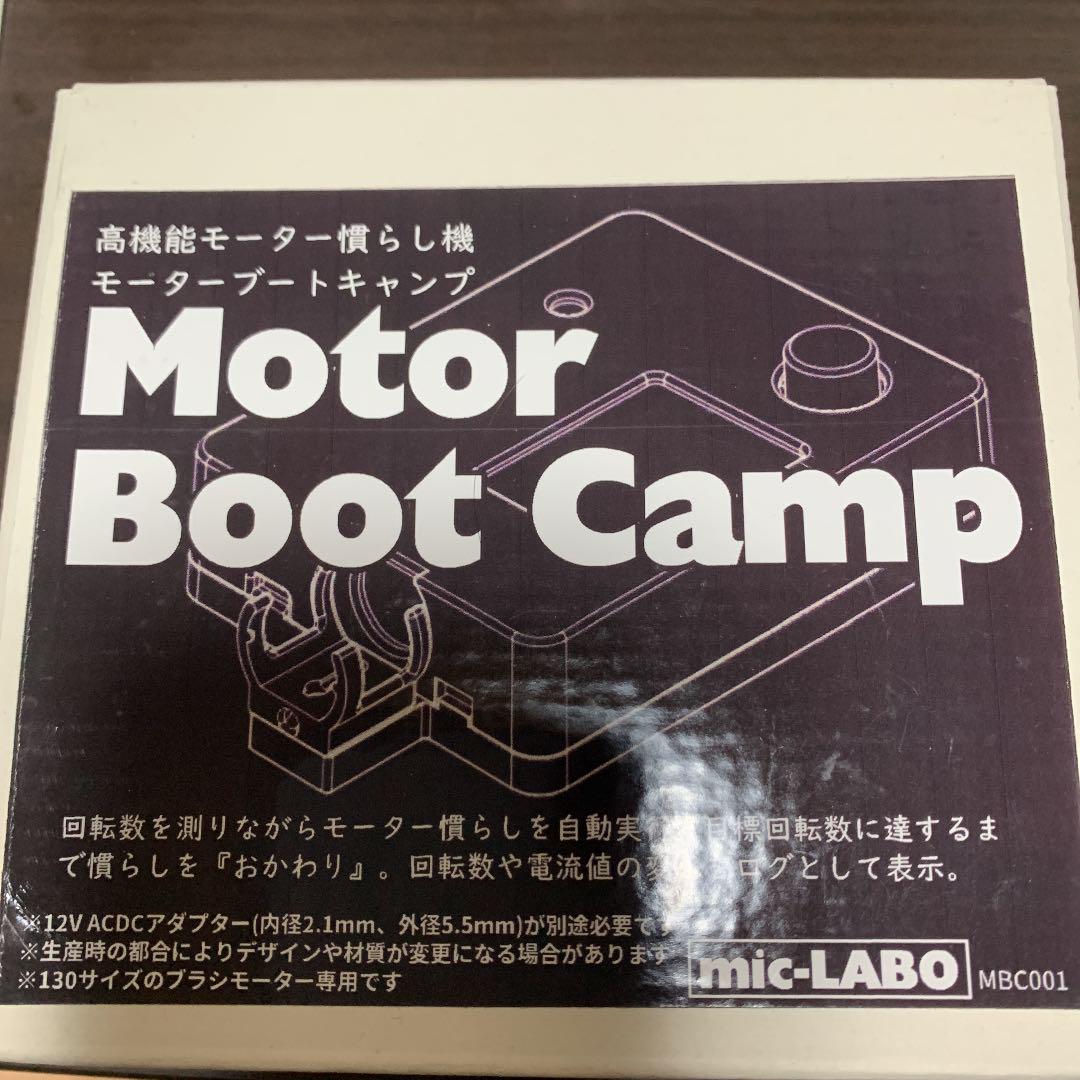 高機能モーター慣らし機
モーターブートキャンプ
Motor
Boot Camp
回転数を測りながらモーター慣らしを自動実 標回転数に達するま
で慣らしを『おかわり』。回転数や電流値の変 ログとして表示。
※12V ACDCアダプター(内径2.1mm、外径5.5mm)が別途必要です
※生産時の都合によりデザインや材質が変更になる場合があります
※130サイズのブラシモーター専用です
mic-LABO MBC001